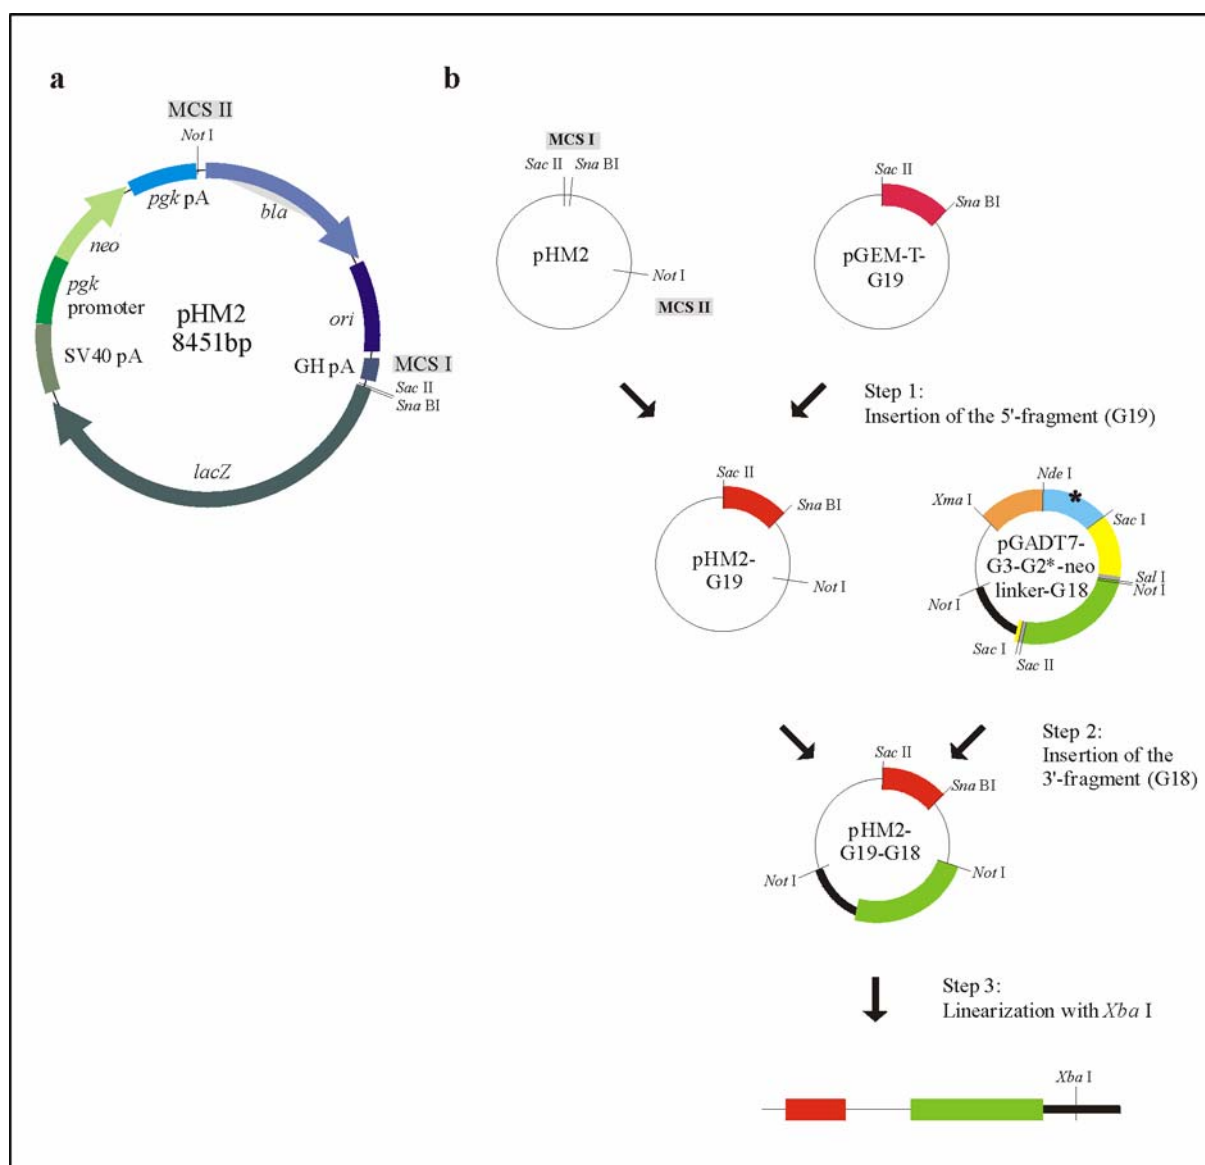 a
MCS II
Not I
pgk pA
bla
neo
pgk
promoter
pHM2
8451bp
ori
SV40 pA
GH pA
MCS I
Sac II
Sna BI
lacZ
b
MCS I
Sac II
Sna BI
pHM2
Not I
MCS II
Sac II
Sna BI
pGEM-T-
G19
Step 1:
Insertion of the 5'-fragment (G19)
Sac II
Sna BI
pHM2-
G19
Not I
Nde I
*
Xma I
Sac I
pGADT7-
G3-G2*-neo
linker-G18
Sal I
Not I
Not I
Sac I
Sac II
Step 2:
Insertion of the
3'-fragment (G18)
Sac II
Sna BI
pHM2-
G19-G18
Not I
Not I
Step 3:
Linearization with Xba I
Xba I